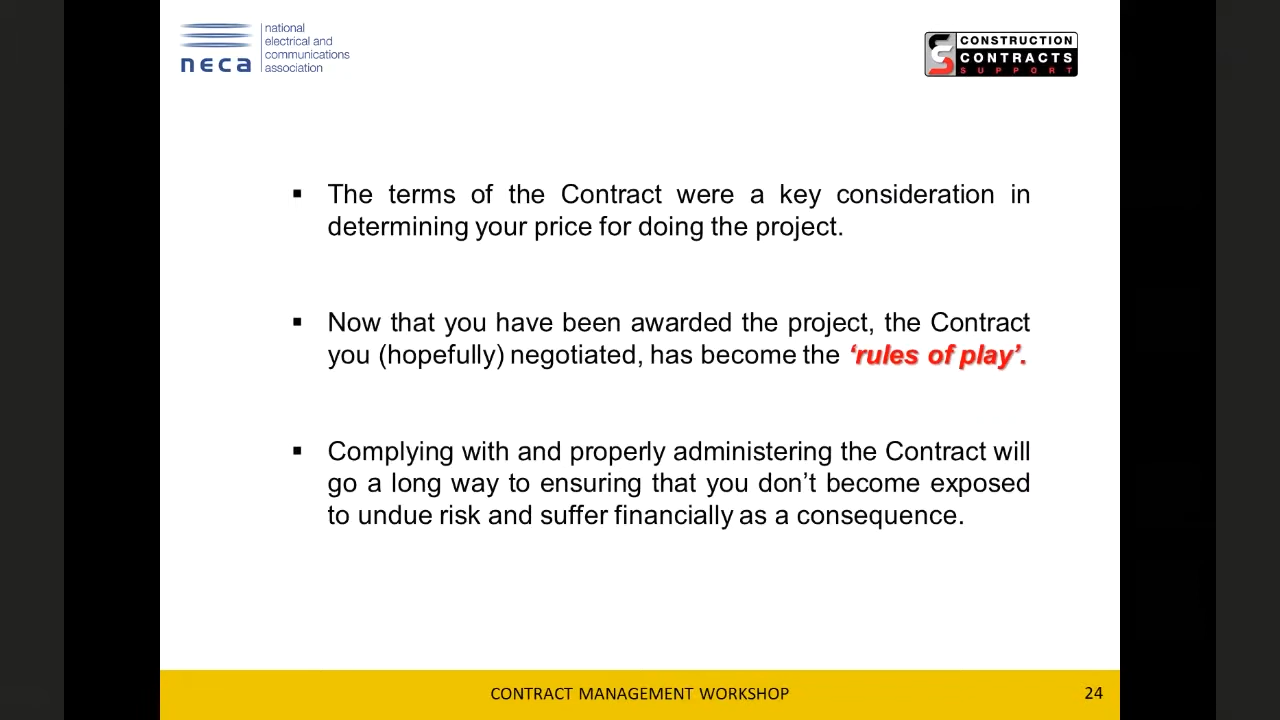 national
electrical and
communications
association
neca
CONSTRUCTION
CONTRACTS
SUPPORT
▪ The terms of the Contract were a key consideration in
determining your price for doing the project.
▪ Now that you have been awarded the project, the Contract
you (hopefully) negotiated, has become the ‘rules of play’.
▪ Complying with and properly administering the Contract will
go a long way to ensuring that you don’t become exposed
to undue risk and suffer financially as a consequence.
CONTRACT MANAGEMENT WORKSHOP
24